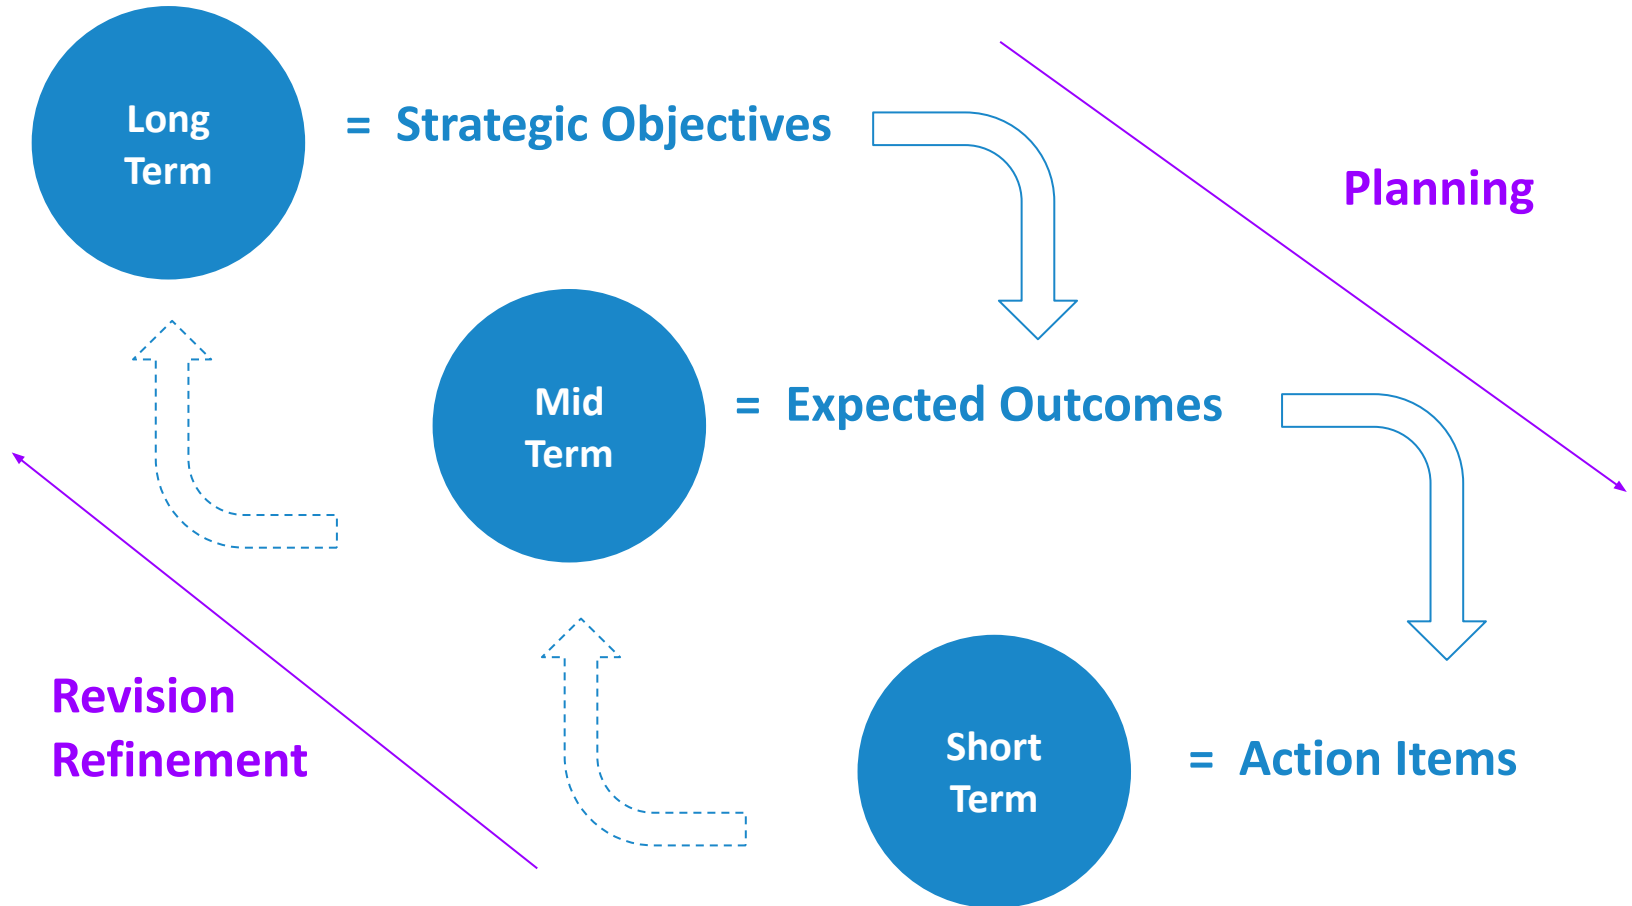 Long
Term
= Strategic Objectives
Planning
Mid
Term
= Expected Outcomes
Revision
Refinement
Short
Term
= Action Items